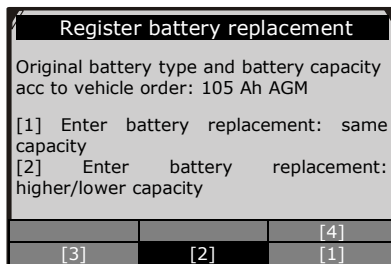 Register battery replacement
Original battery type and battery capacity
acc to vehicle order: 105 Ah AGM
[1] Enter battery replacement: same
capacity
[2] Enter battery replacement:
higher/lower capacity
[4]
[3] [2] [1]